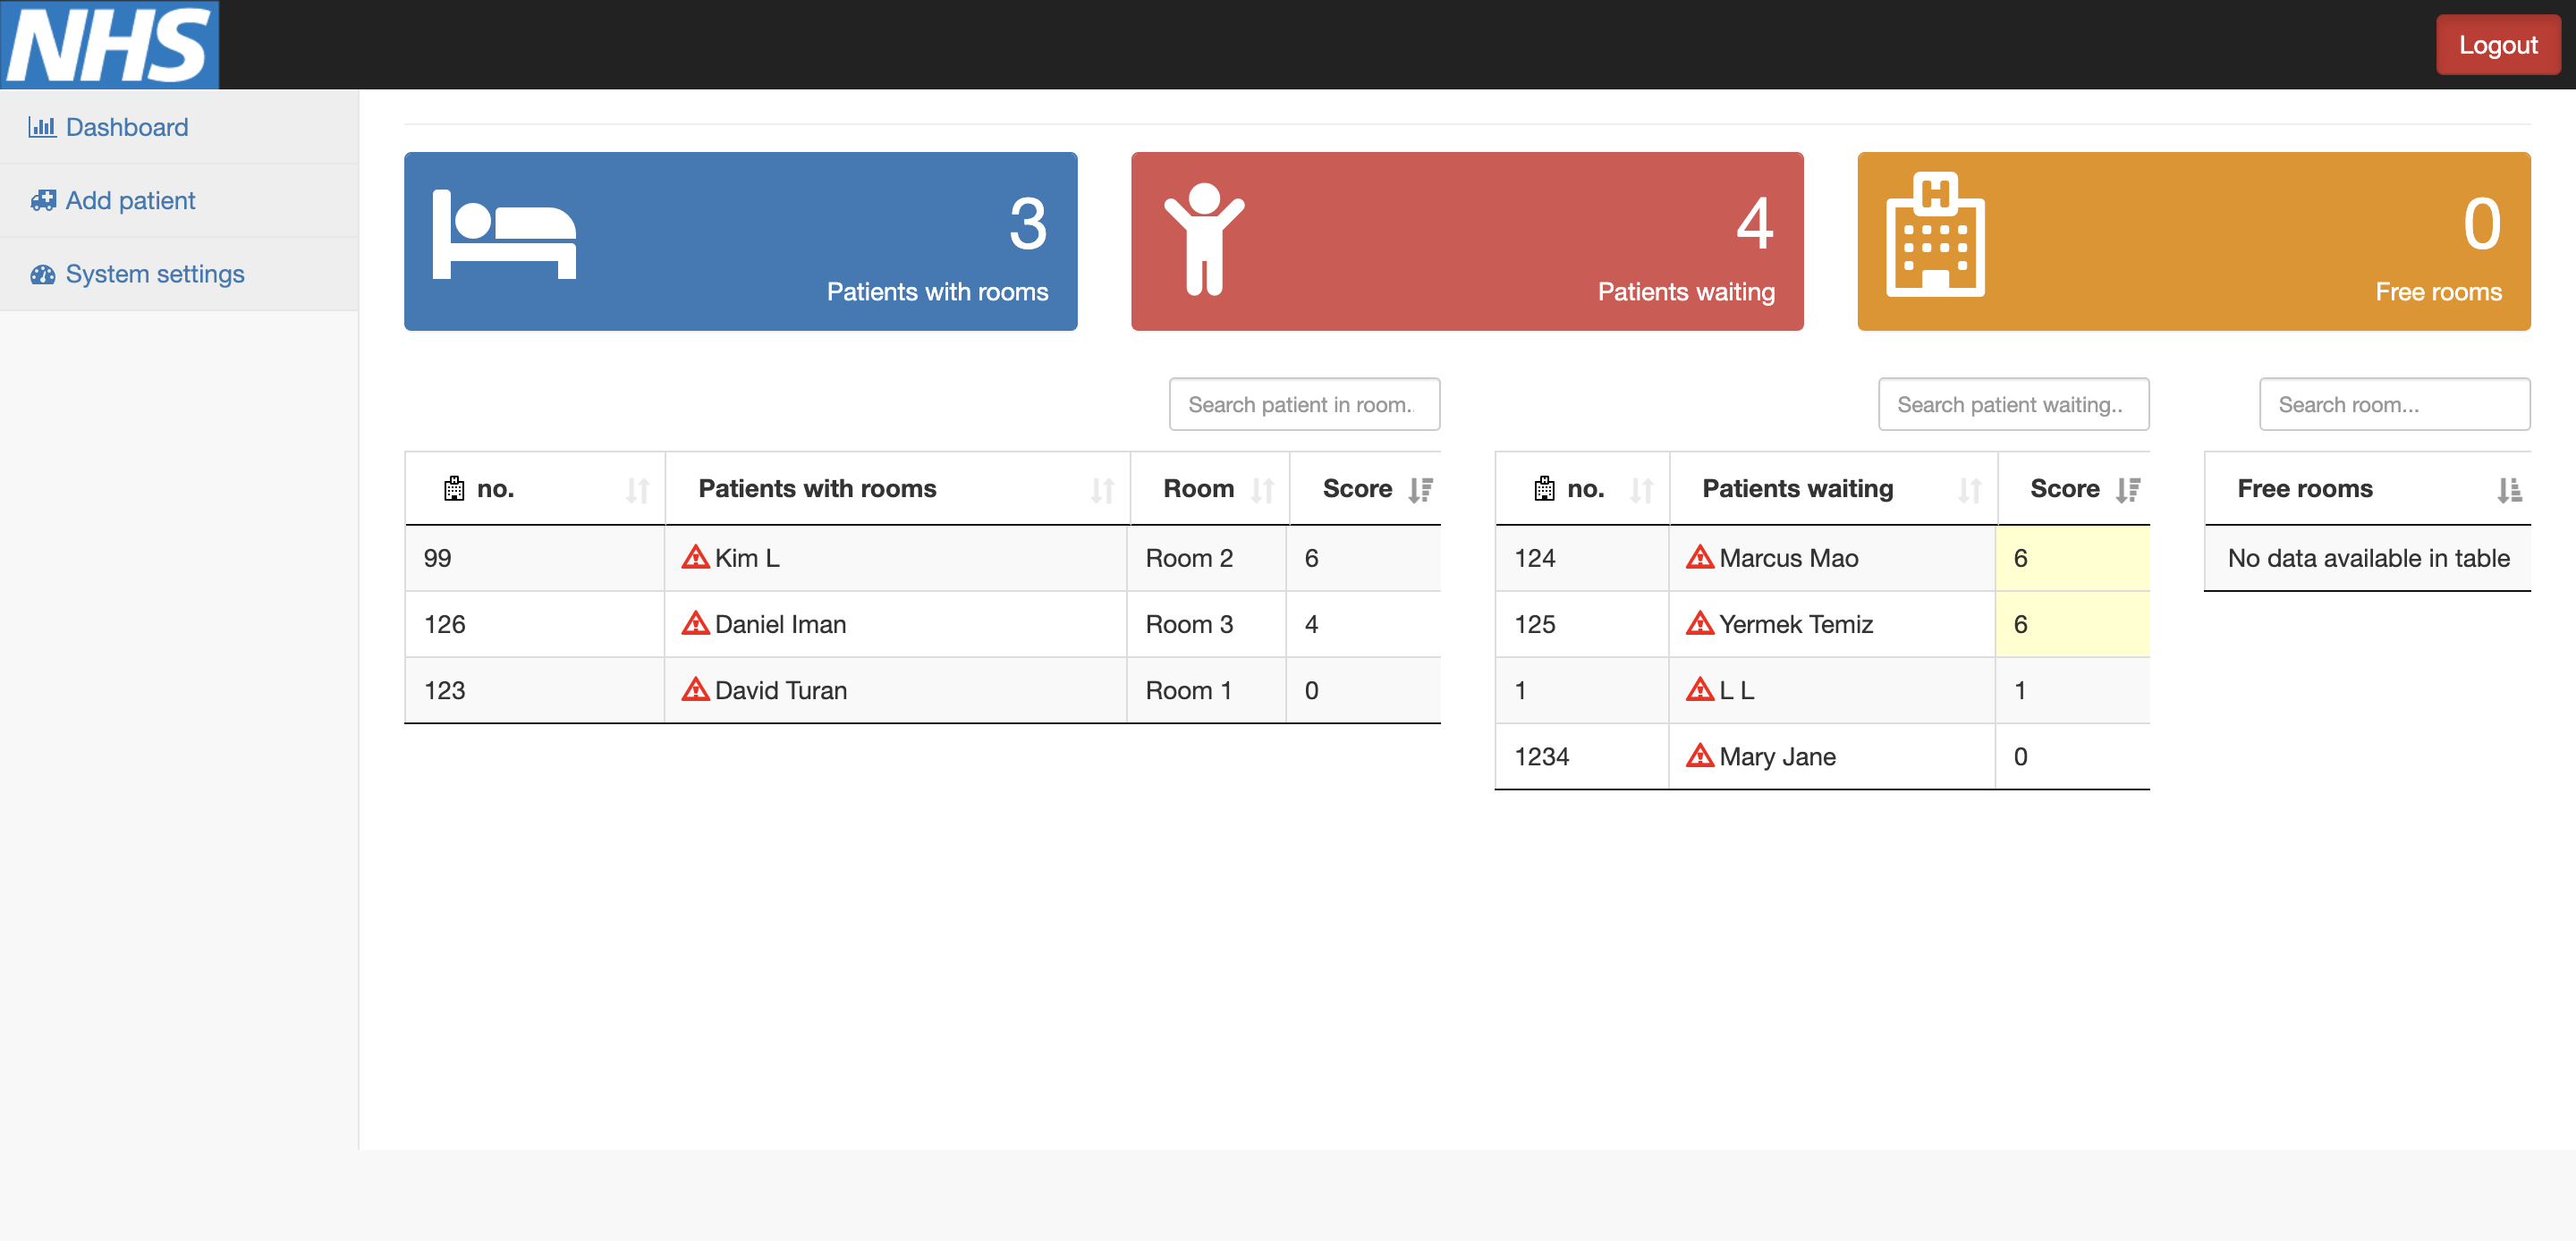 NHS
Logout
Dashboard
Add patient
System settings
3
Patients with rooms
4
Patients waiting
H
0
Free rooms
Search patient in room.
Search patient waiting..
Search room...
no. Patients with rooms Room Score
99 Kim L Room 2 6
126 Daniel Iman Room 3 4
123 David Turan Room 1 0
no. Patients waiting Score
124 Marcus Mao 6
125 Yermek Temiz 6
1 L L 1
1234 Mary Jane 0
Free rooms
No data available in table